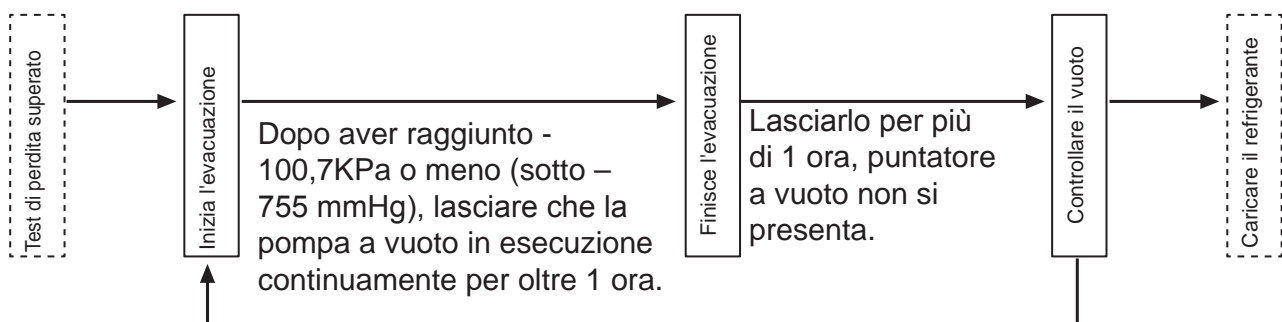 Test di perdita superato
Inizia l'evacuazione
Dopo aver raggiunto -
100,7KPa o meno (sotto –
755 mmHg), lasciare che la
pompa a vuoto in esecuzione
continuamente per oltre 1 ora.
Finisce l'evacuazione
Lasciarlo per più
di 1 ora, puntatore
a vuoto non si
presenta.
Controllare il vuoto
Caricare il refrigerante